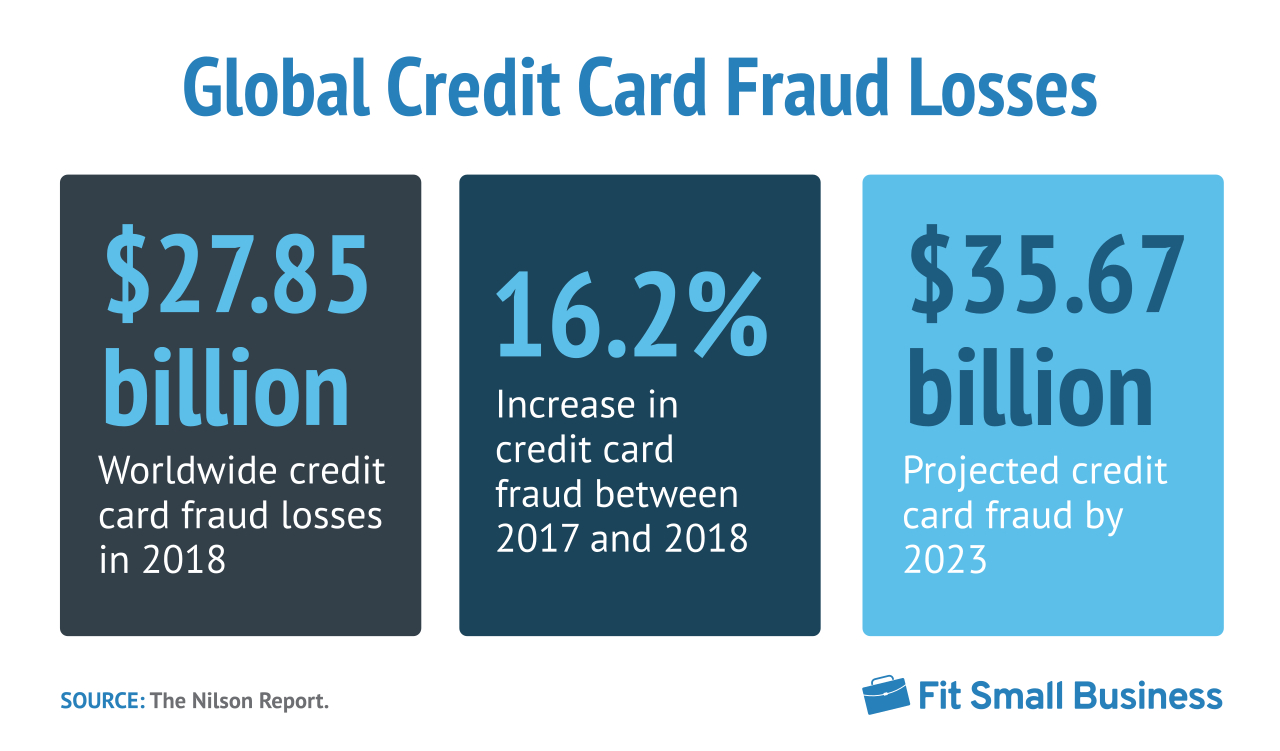 Global Credit Card Fraud Losses
$27.85
billion
Worldwide credit
card fraud losses
in 2018
16.2%
Increase in
credit card
fraud between
2017 and 2018
$35.67
billion
Projected credit
card fraud by
2023
SOURCE: The Nilson Report.
Fit Small Business